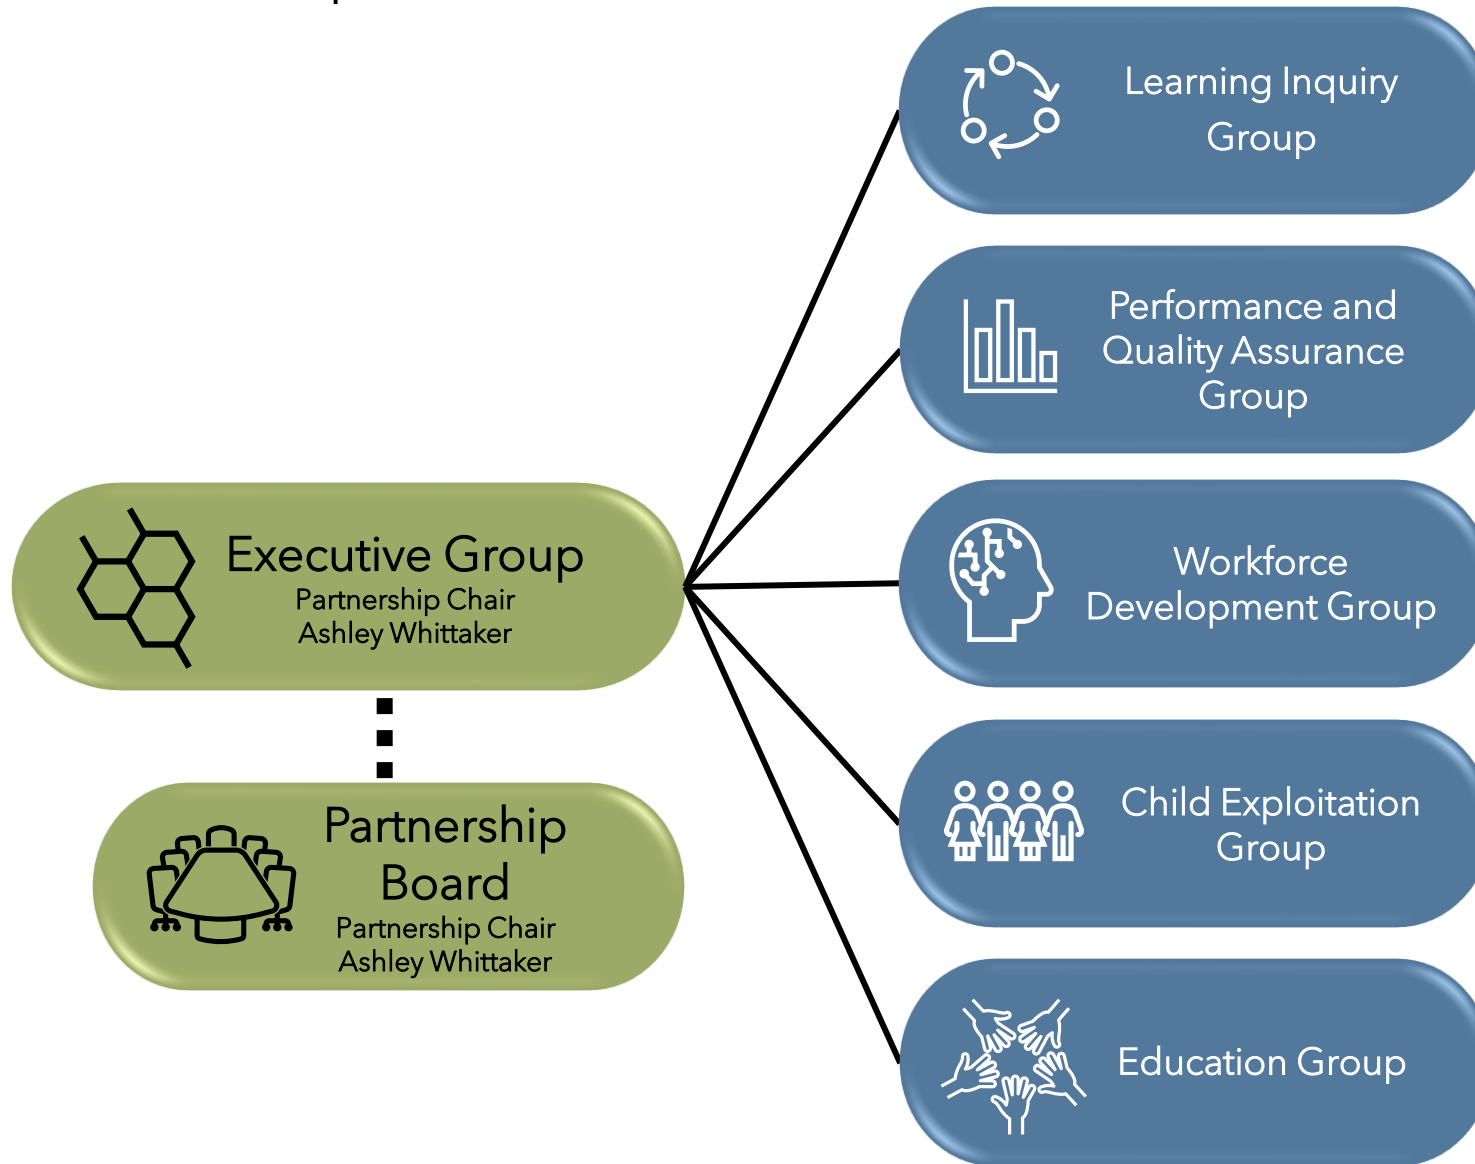 Executive Group
Partnership Chair
Ashley Whittaker
Partnership
Board
Partnership Chair
Ashley Whittaker
Learning Inquiry
Group
Performance and
Quality Assurance
Group
Workforce
Development Group
Child Exploitation
Group
Education Group